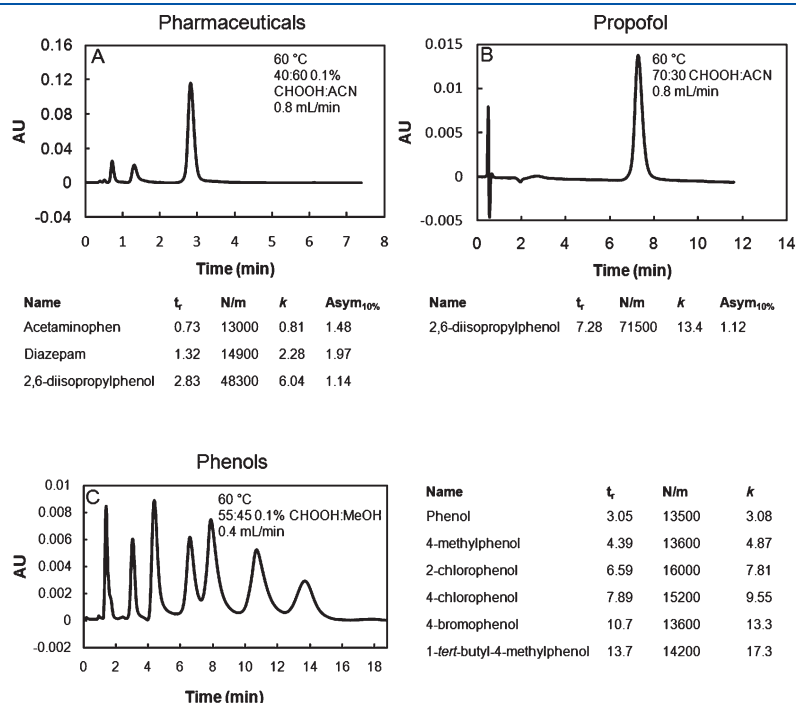 Pharmaceuticals
A
60 °C
40:60 0.1%
CHOOH:ACN
0.8 mL/min
AU
0.16
0.12
0.08
0.04
0
-0.04
0 1 2 3 4 5 6 7 8
Time (min)
Name tr N/m k Asym10%
Acetaminophen 0.73 13000 0.81 1.48
Diazepam 1.32 14900 2.28 1.97
2,6-diisopropylphenol 2.83 48300 6.04 1.14
Propofol
B
60 °C
70:30 CHOOH:ACN
0.8 mL/min
AU
0.015
0.01
0.005
0
-0.005
0 2 4 6 8 10 12 14
Time (min)
Name tr N/m k Asym10%
2,6-diisopropylphenol 7.28 71500 13.4 1.12
Phenols
C
60 °C
55:45 0.1% CHOOH:MeOH
0.4 mL/min
AU
0.01
0.008
0.006
0.004
0.002
0
-0.002
0 2 4 6 8 10 12 14 16 18
Time (min)
Name tr N/m k
Phenol 3.05 13500 3.08
4-methylphenol 4.39 13600 4.87
2-chlorophenol 6.59 16000 7.81
4-chlorophenol 7.89 15200 9.55
4-bromophenol 10.7 13600 13.3
1-tert-butyl-4-methylphenol 13.7 14200 17.3